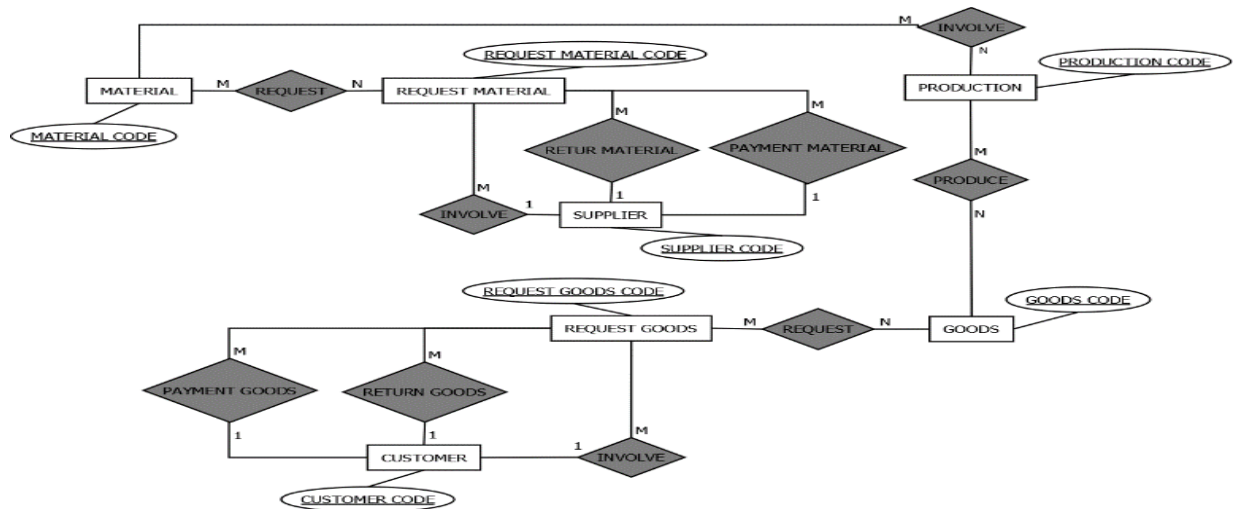 M
INVOLVE
N
REQUEST MATERIAL CODE
PRODUCTION CODE
MATERIAL
M
REQUEST
N
REQUEST MATERIAL
PRODUCTION
MATERIAL CODE
M
M
RETUR MATERIAL
PAYMENT MATERIAL
M
PRODUCE
M
1
1
N
INVOLVE
1
SUPPLIER
SUPPLIER CODE
REQUEST GOODS CODE
GOODS CODE
REQUEST GOODS
M
REQUEST
N
GOODS
M
M
PAYMENT GOODS
RETURN GOODS
1
1
M
CUSTOMER
1
INVOLVE
CUSTOMER CODE